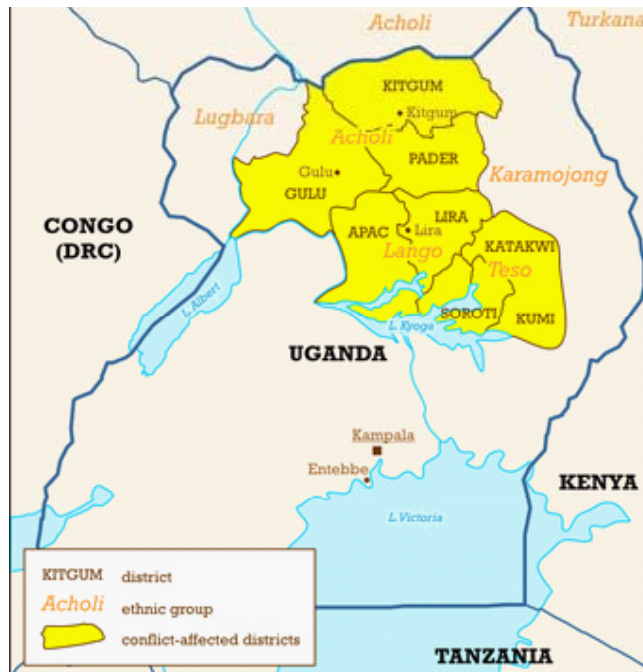 Acholi
Turkana
KITGUM
Kitgum
Lugbara
Acholi
PADER
Gulu
GULU
Karamojong
CONGO
(DRC)
APAC
LIRA
Lira
Lango
KATAKWI
Teso
L. Albert
SOROTI
KUMI
L. Kyoga
UGANDA
Kampala
Entebbe
KENYA
L. Victoria
KITGUM district
Acholi ethnic group
conflict-affected districts
TANZANIA